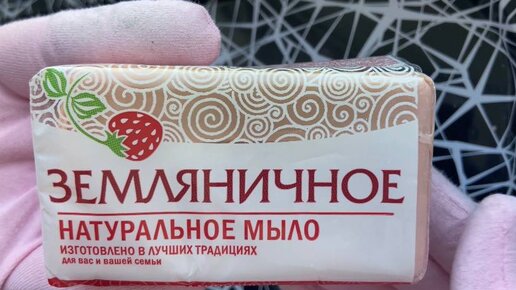 ЗЕМЛЯНИЧНОЕ
НАТУРАЛЬНОЕ МЫЛО
ИЗГОТОВЛЕНО В ЛУЧШИХ ТРАДИЦИЯХ
для вас и вашей семьи